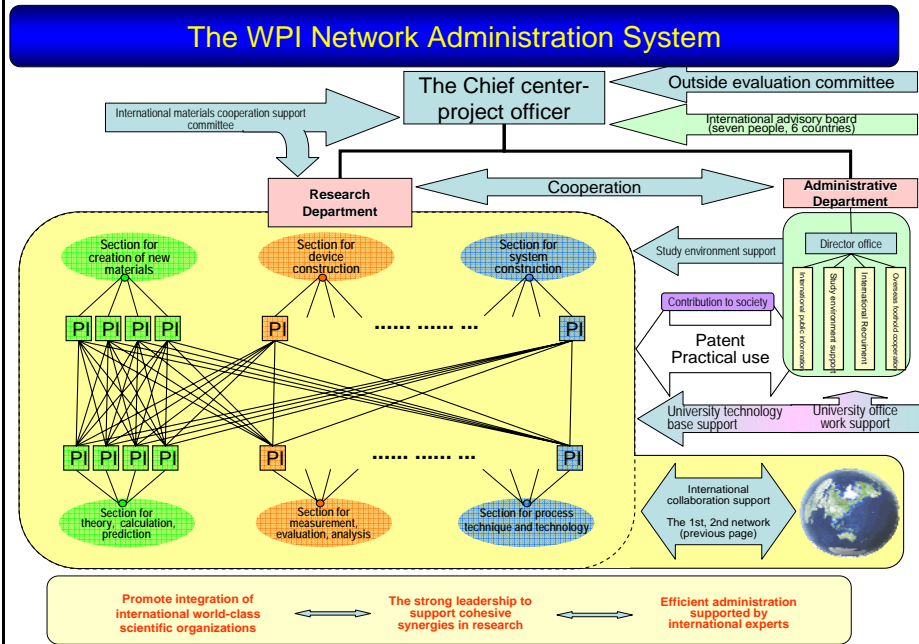 The WPI Network Administration System
The Chief center-
project officer
Outside evaluation committee
International materials cooperation support
committee
International advisory board
(seven people, 6 countries)
Research
Department
Cooperation
Administrative
Department
Section for
creation of new
materials
Section for
device
construction
Section for
system
construction
Study environment support
Director office
International public information
Study environment support
International Recruiment
Overseas foothold cooperation
Contribution to society
Patent
Practical use
PI PI PI PI PI ...... ... ...... PI
University technology
base support
University office
work support
PI PI PI PI PI ...... ... ...... PI
Section for
theory, calculation,
prediction
Section for
measurement,
evaluation, analysis
Section for process
technique and technology
International
collaboration support
The 1st, 2nd network
(previous page)
Promote integration of
international world-class
scientific organizations
The strong leadership to
support cohesive
synergies in research
Efficient administration
supported by
international experts